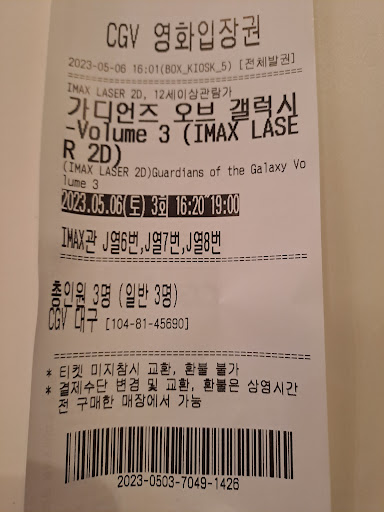 CGV 영화입장권
2023-05-06 16:01(BOX_KIOSK_5) [전체발권]
IMAX LASER 2D, 12세이상관람가
가디언즈 오브 갤럭시
-Volume 3 (IMAX LASE
R 2D)
(IMAX LASER 2D)Guardians of the Galaxy Vo
lume 3
2023.05.06(토) 3회 16:20~19:00
IMAX관 J열6번,J열7번,J열8번
총인원 3명 (일반 3명)
CGV 대구 [104-81-45690]
* 티켓 미지참시 교환, 환불 불가
* 결제수단 변경 및 교환, 환불은 상영시간
전 구매한 매장에서 가능
2023-0503-7049-1426